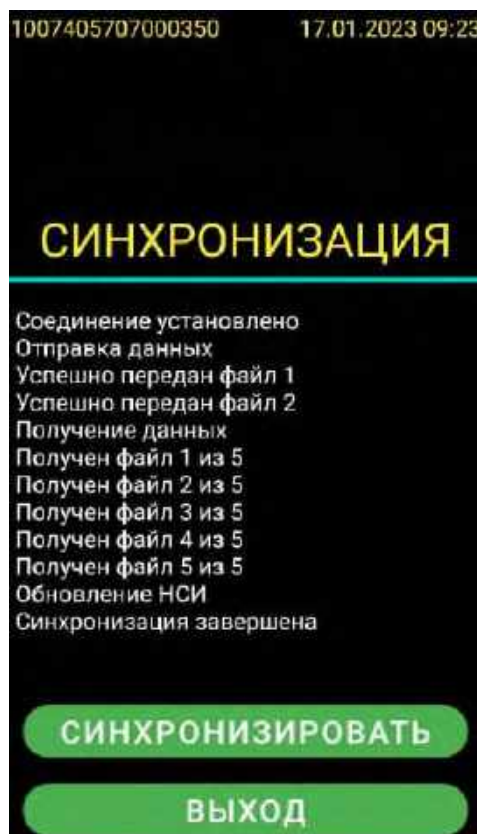 1007405707000350 17.01.2023 09:23
СИНХРОНИЗАЦИЯ
Соединение установлено
Отправка данных
Успешно передан файл 1
Успешно передан файл 2
Получение данных
Получен файл 1 из 5
Получен файл 2 из 5
Получен файл 3 из 5
Получен файл 4 из 5
Получен файл 5 из 5
Обновление НСИ
Синхронизация завершена
СИНХРОНИЗИРОВАТЬ
ВЫХОД